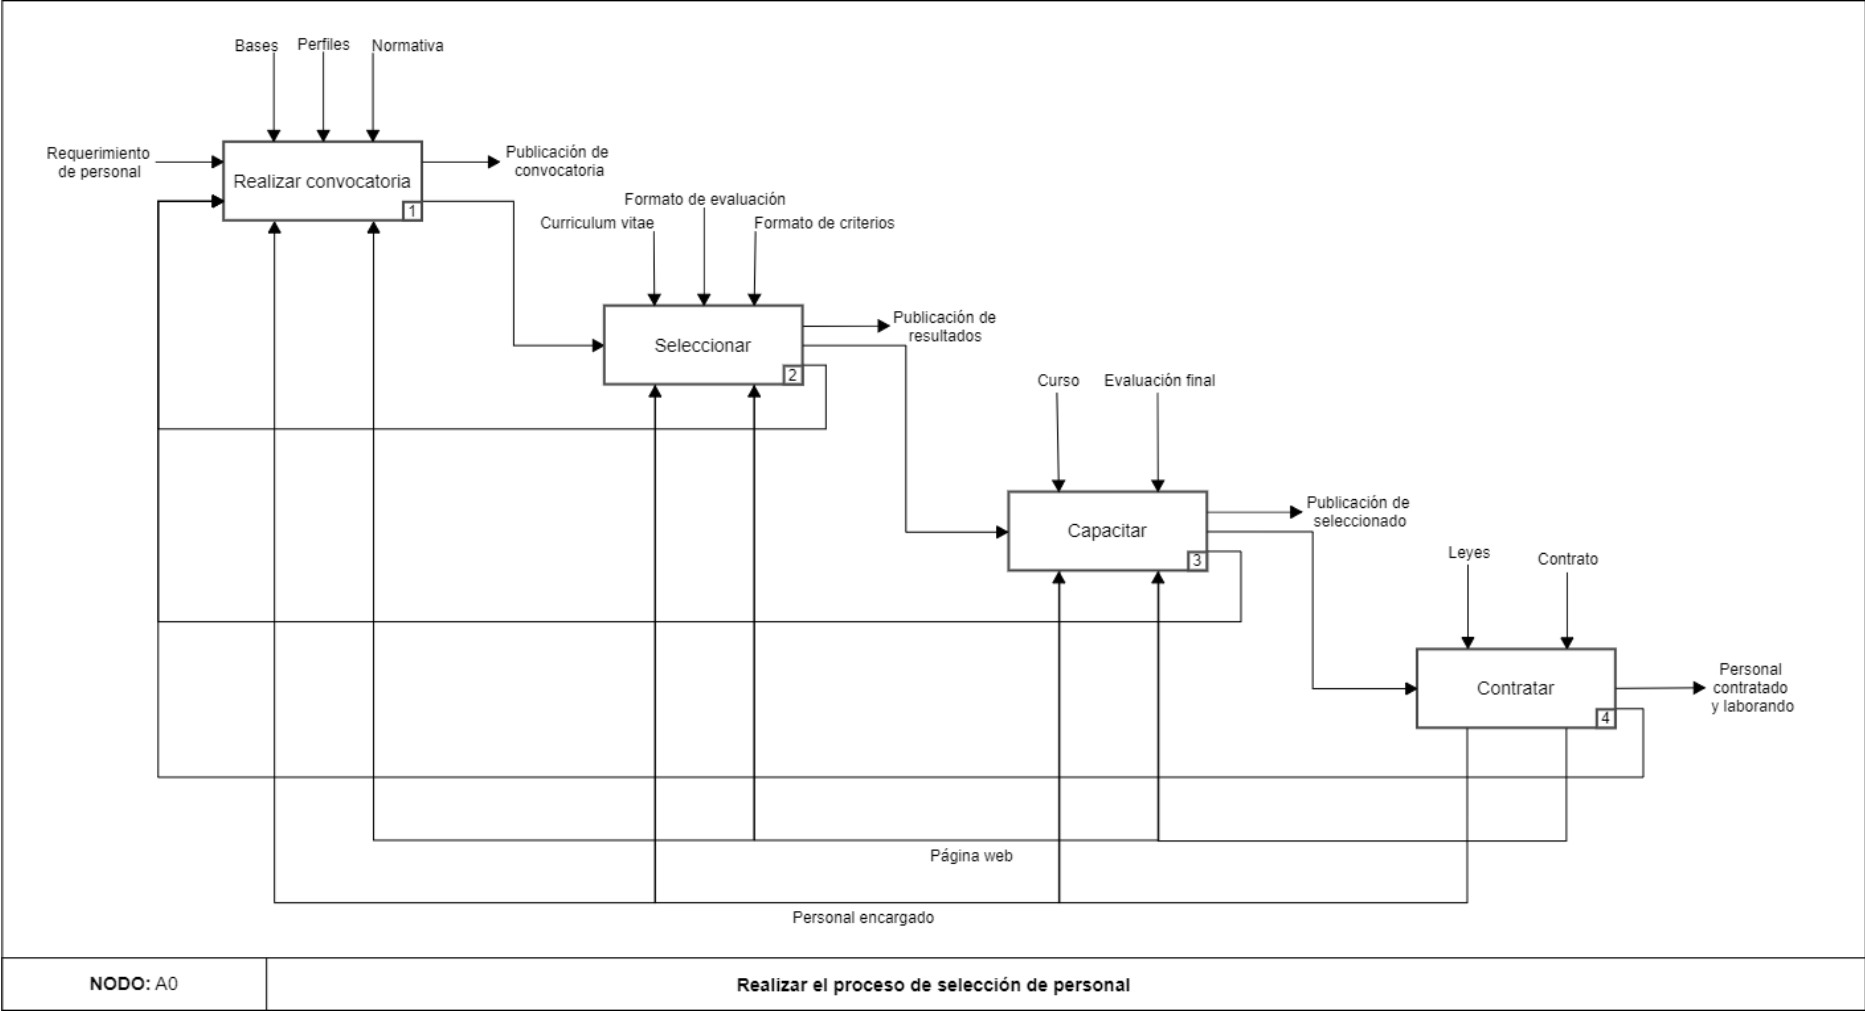 Bases
Perfiles
Normativa
Requerimiento
de personal
Realizar convocatoria
1
Publicación de
convocatoria
Formato de evaluación
Curriculum vitae
Formato de criterios
Seleccionar
2
Publicación de
resultados
Curso
Evaluación final
Capacitar
3
Publicación de
seleccionado
Leyes
Contrato
Contratar
4
Personal
contratado
y laborando
Página web
Personal encargado
NODO: A0
Realizar el proceso de selección de personal